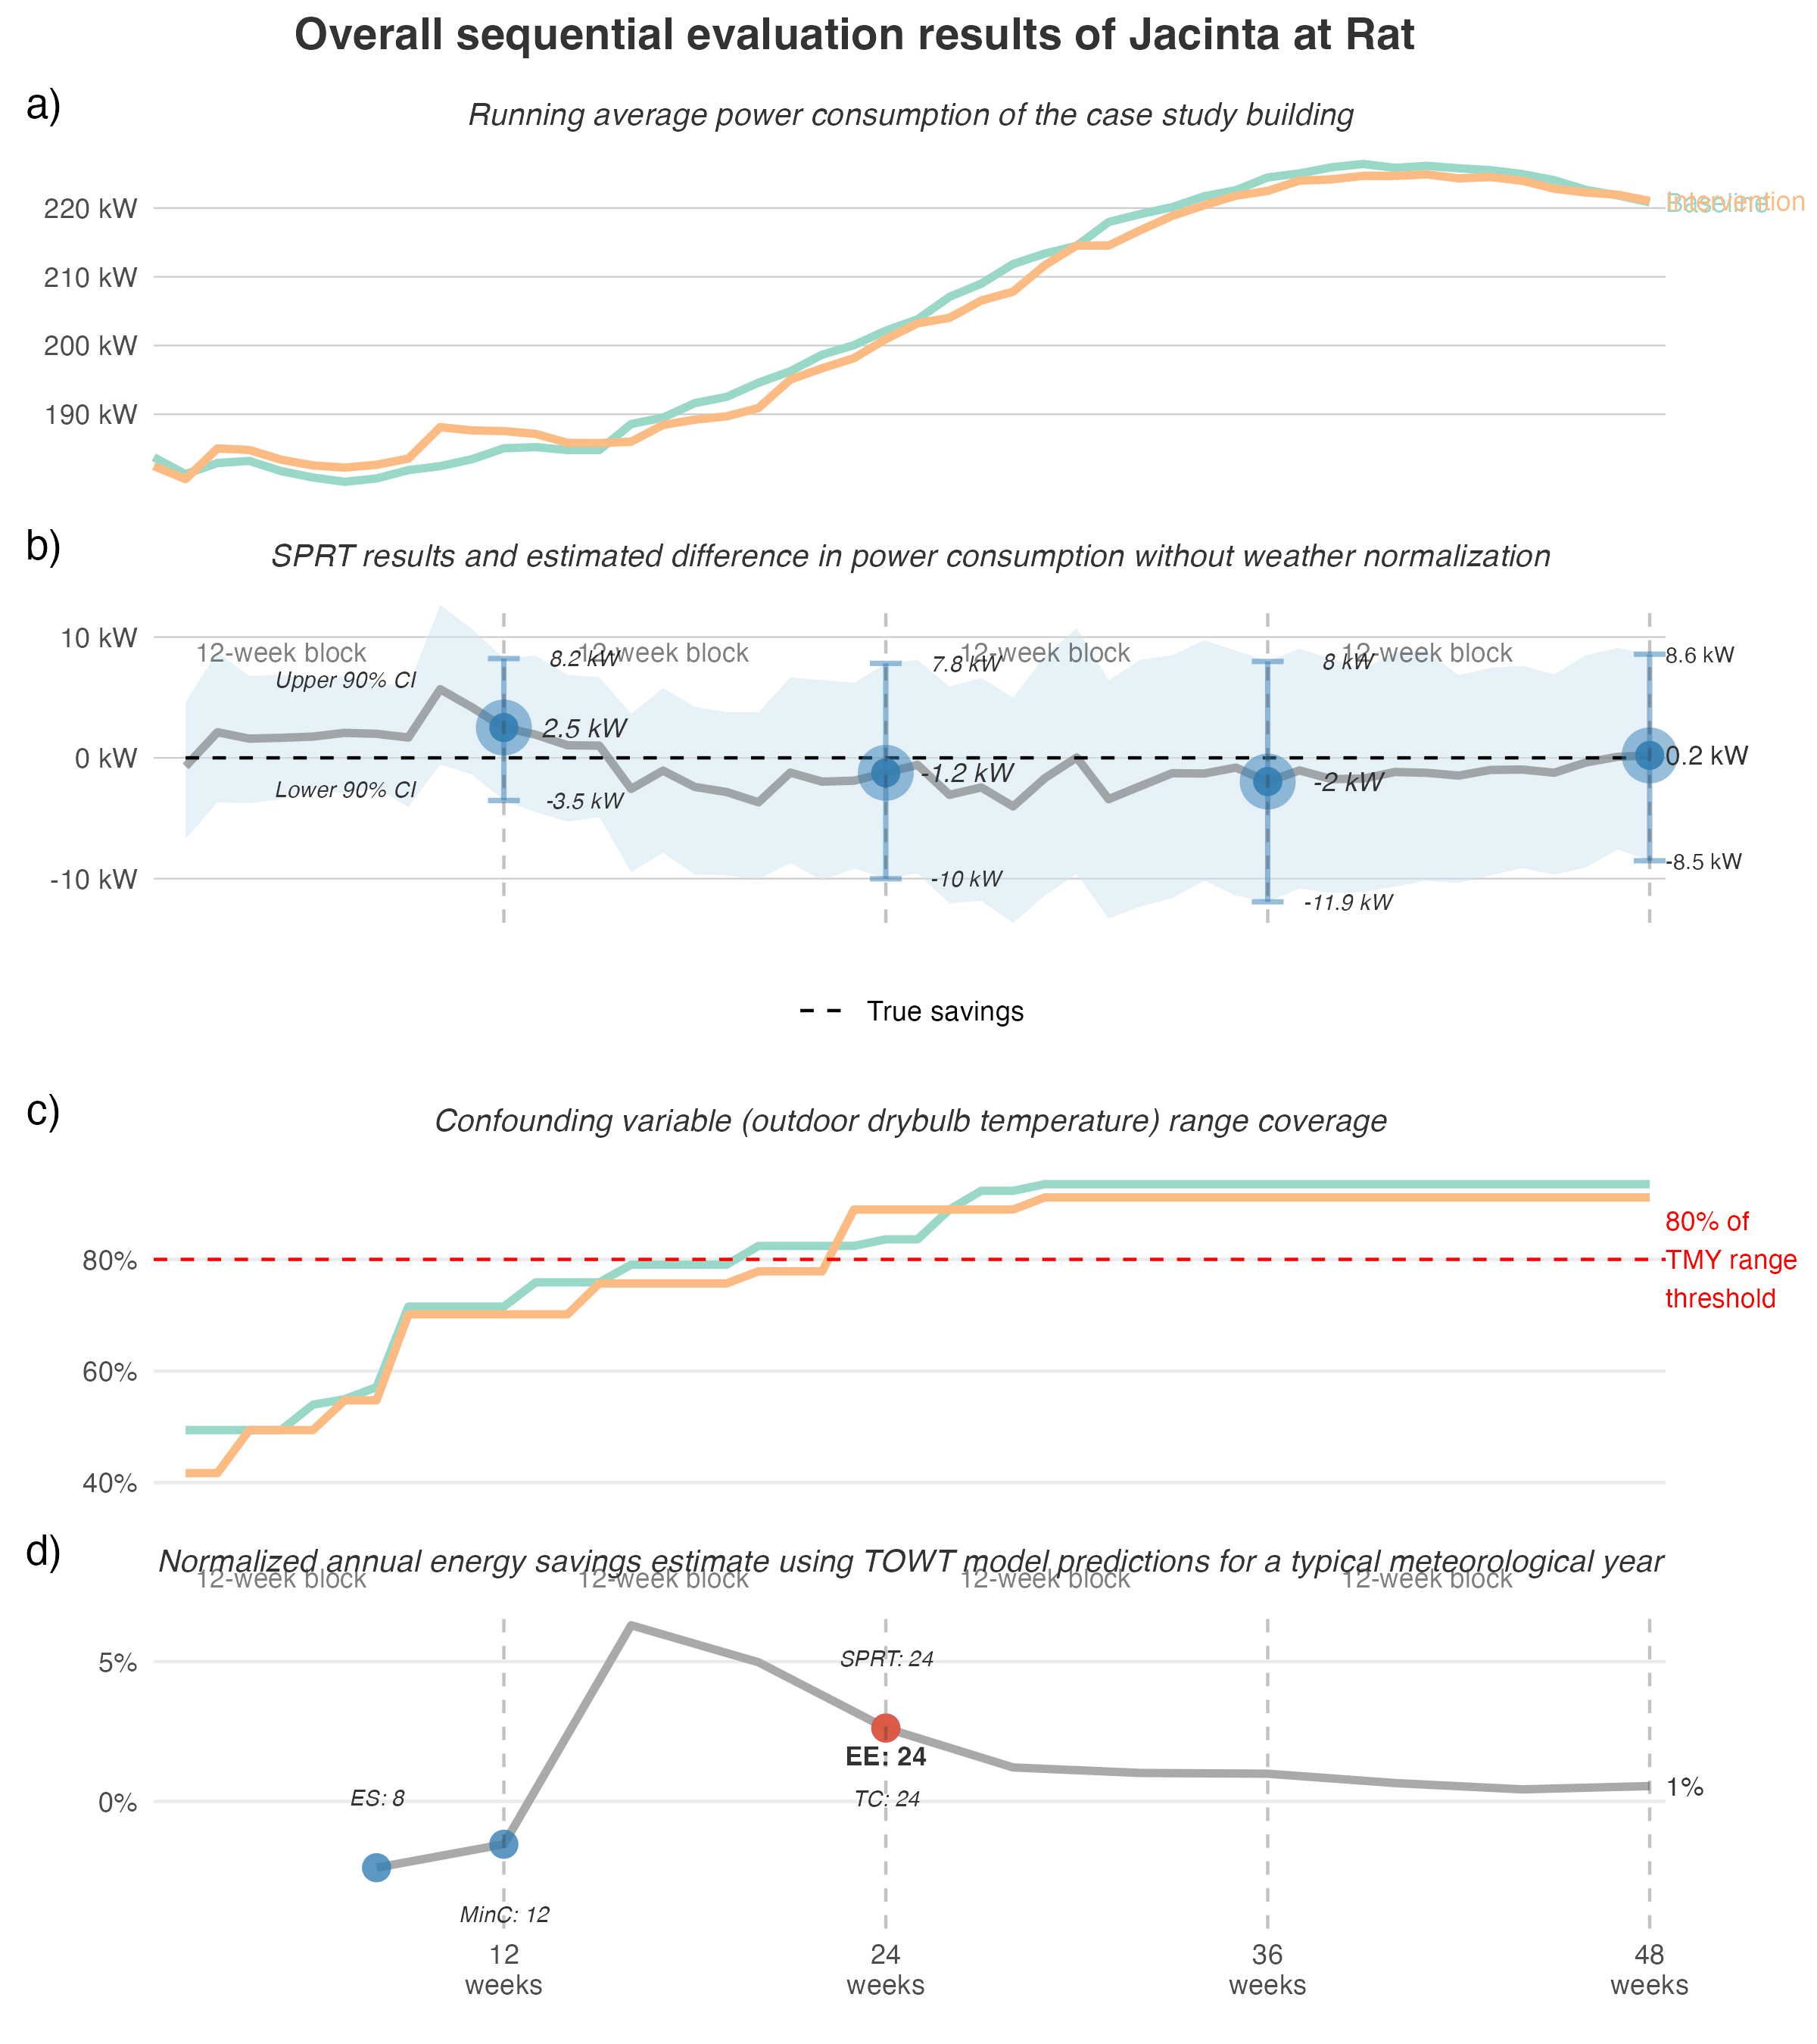 Overall sequential evaluation results of Jacinta at Rat
a)
Running average power consumption of the case study building
220 kW
210 kW
200 kW
190 kW
Baseline
Intervention
b)
SPRT results and estimated difference in power consumption without weather normalization
10 kW
0 kW
-10 kW
12-week block
12-week block
12-week block
12-week block
Upper 90% CI
Lower 90% CI
8.2 kW
2.5 kW
-3.5 kW
7.8 kW
-1.2 kW
-10 kW
8 kW
-2 kW
-11.9 kW
8.6 kW
0.2 kW
-8.5 kW
True savings
c)
Confounding variable (outdoor drybulb temperature) range coverage
80%
60%
40%
80% of
TMY range
threshold
d)
Normalized annual energy savings estimate using TOWT model predictions for a typical meteorological year
12-week block
12-week block
12-week block
12-week block
5%
0%
SPRT: 24
EE: 24
TC: 24
ES: 8
MinC: 12
1%
12
weeks
24
weeks
36
weeks
48
weeks